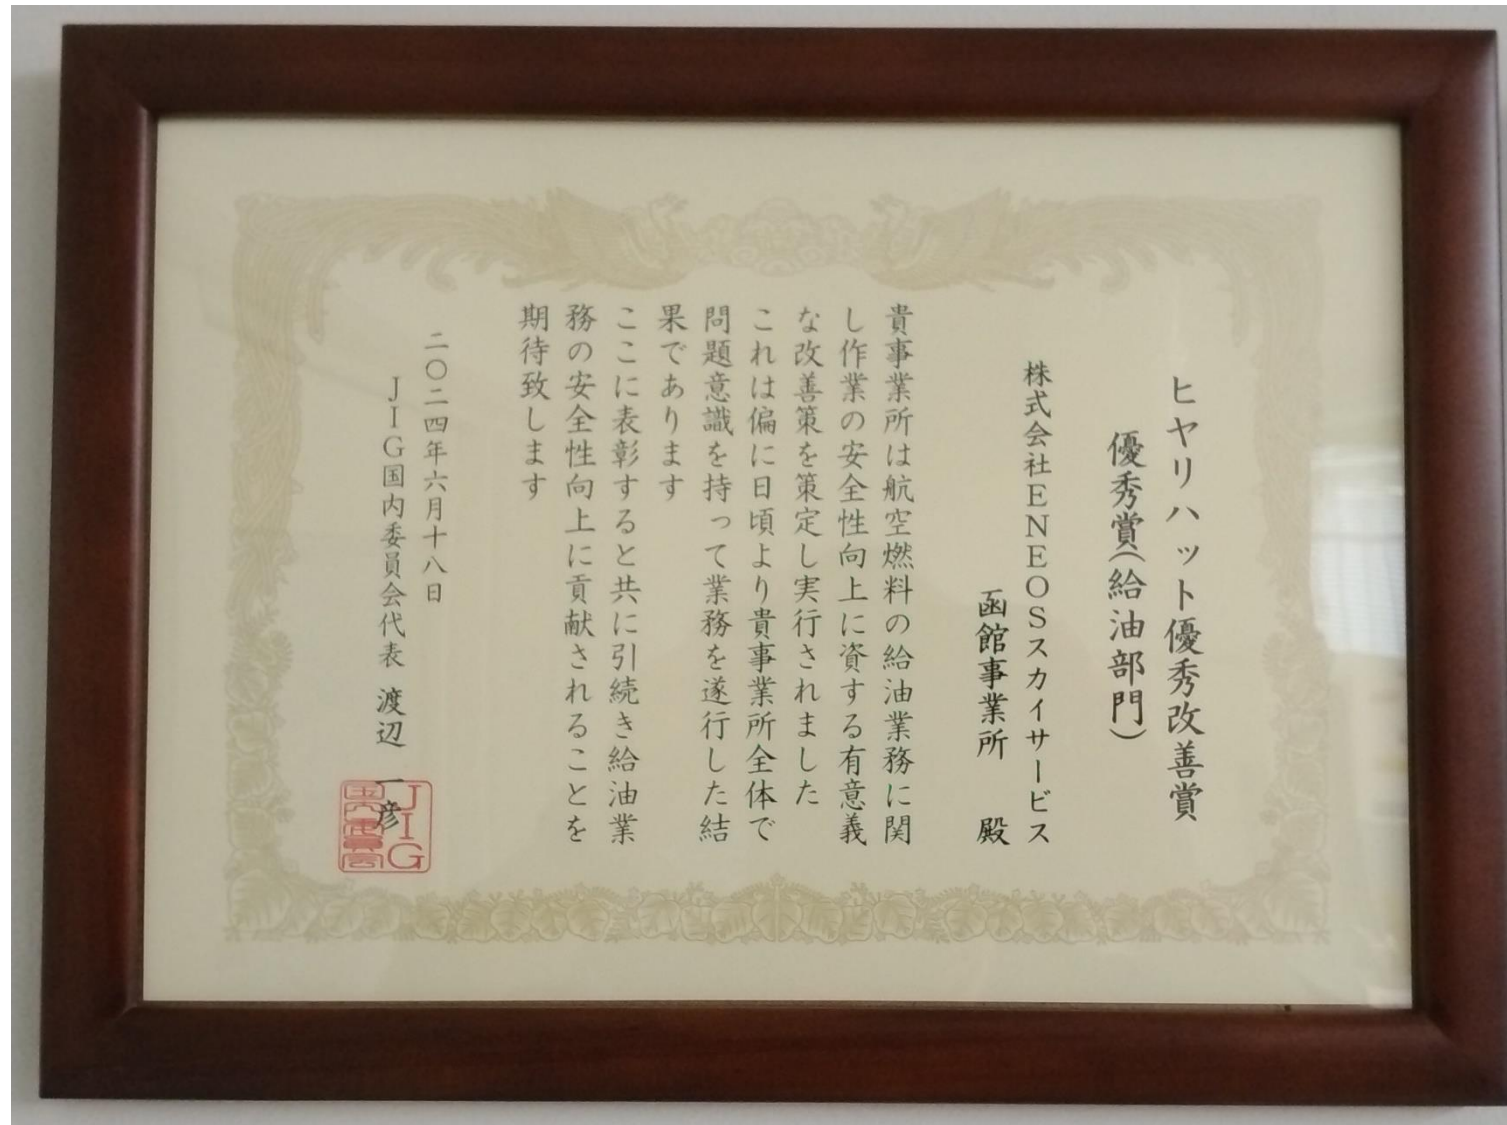 ヒヤリハット優秀改善賞
優秀賞(給油部門)
株式会社ENEOSスカイサービス
函館事業所 殿
貴事業所は航空燃料の給油業務に関
し作業の安全性向上に資する有意義
な改善策を策定し実行されました
これは偏に日頃より貴事業所全体で
問題意識を持って業務を遂行した結
果であります
ここに表彰すると共に引続き給油業
務の安全性向上に貢献されることを
期待致します
二〇二四年六月十八日
JIG国内委員会代表 渡辺 一彦
JIG
国内委員会